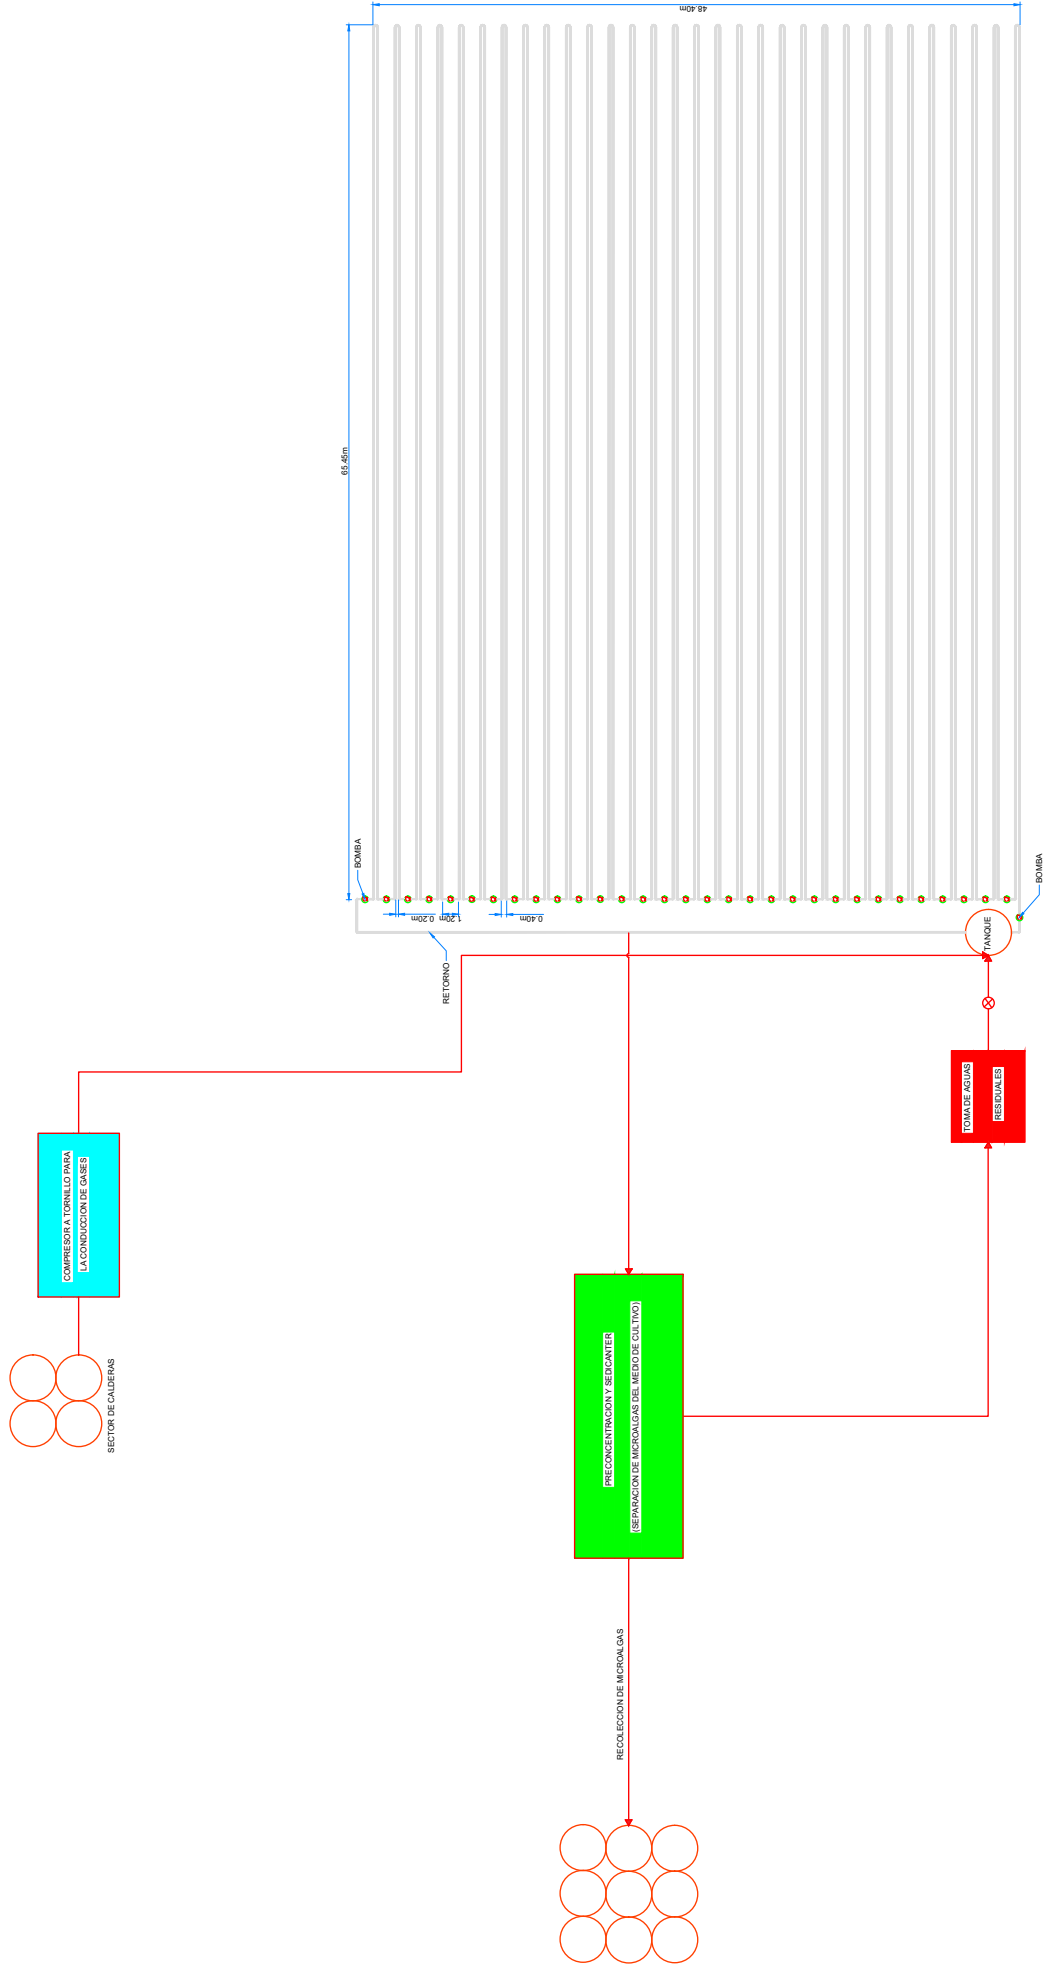 48.40m
65.45m
BOMBA
0.20m
1.20m
0.40m
RETORNO
TANQUE
BOMBA
TOMA DE AGUAS
RESIDUALES
COMPRESOR A TORNILLO PARA
LA CONDUCCION DE GASES
SECTOR DE CALDERAS
PRECONCENTRACION Y SEDICANTER
(SEPARACION DE MICROALGAS DEL MEDIO DE CULTIVO)
RECOLECCION DE MICROALGAS